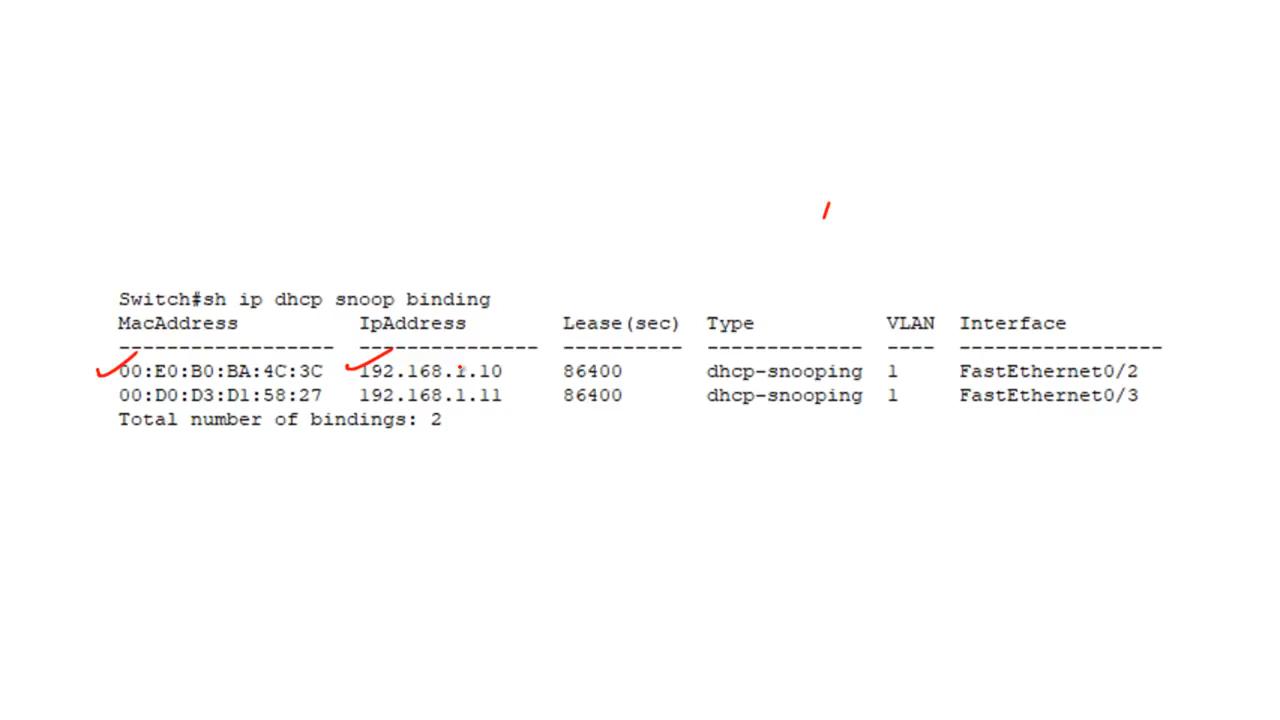 Switch#sh ip dhcp snoop binding
MacAddress IpAddress Lease(sec) Type VLAN Interface
------------------ --------------- ---------- ------------- ---- -----------------
00:E0:B0:BA:4C:3C 192.168.1.10 86400 dhcp-snooping 1 FastEthernet0/2
00:D0:D3:D1:58:27 192.168.1.11 86400 dhcp-snooping 1 FastEthernet0/3
Total number of bindings: 2